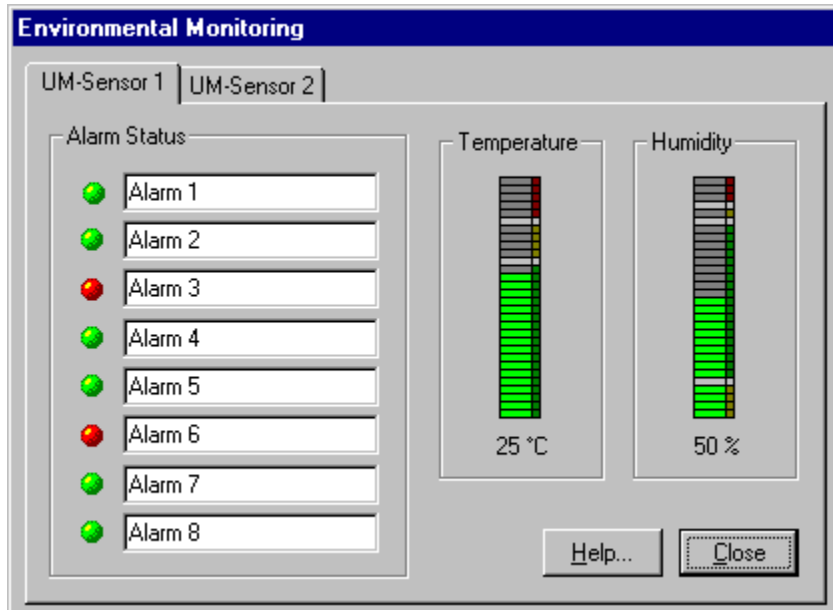 Environmental Monitoring
UM-Sensor 1
UM-Sensor 2
Alarm Status
Alarm 1
Alarm 2
Alarm 3
Alarm 4
Alarm 5
Alarm 6
Alarm 7
Alarm 8
Temperature
25 °C
Humidity
50 %
Help...
Close